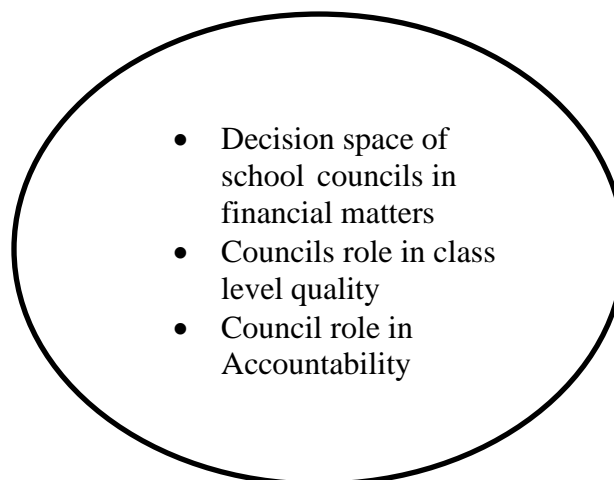 • Decision space of
school councils in
financial matters
• Councils role in class
level quality
• Council role in
Accountability